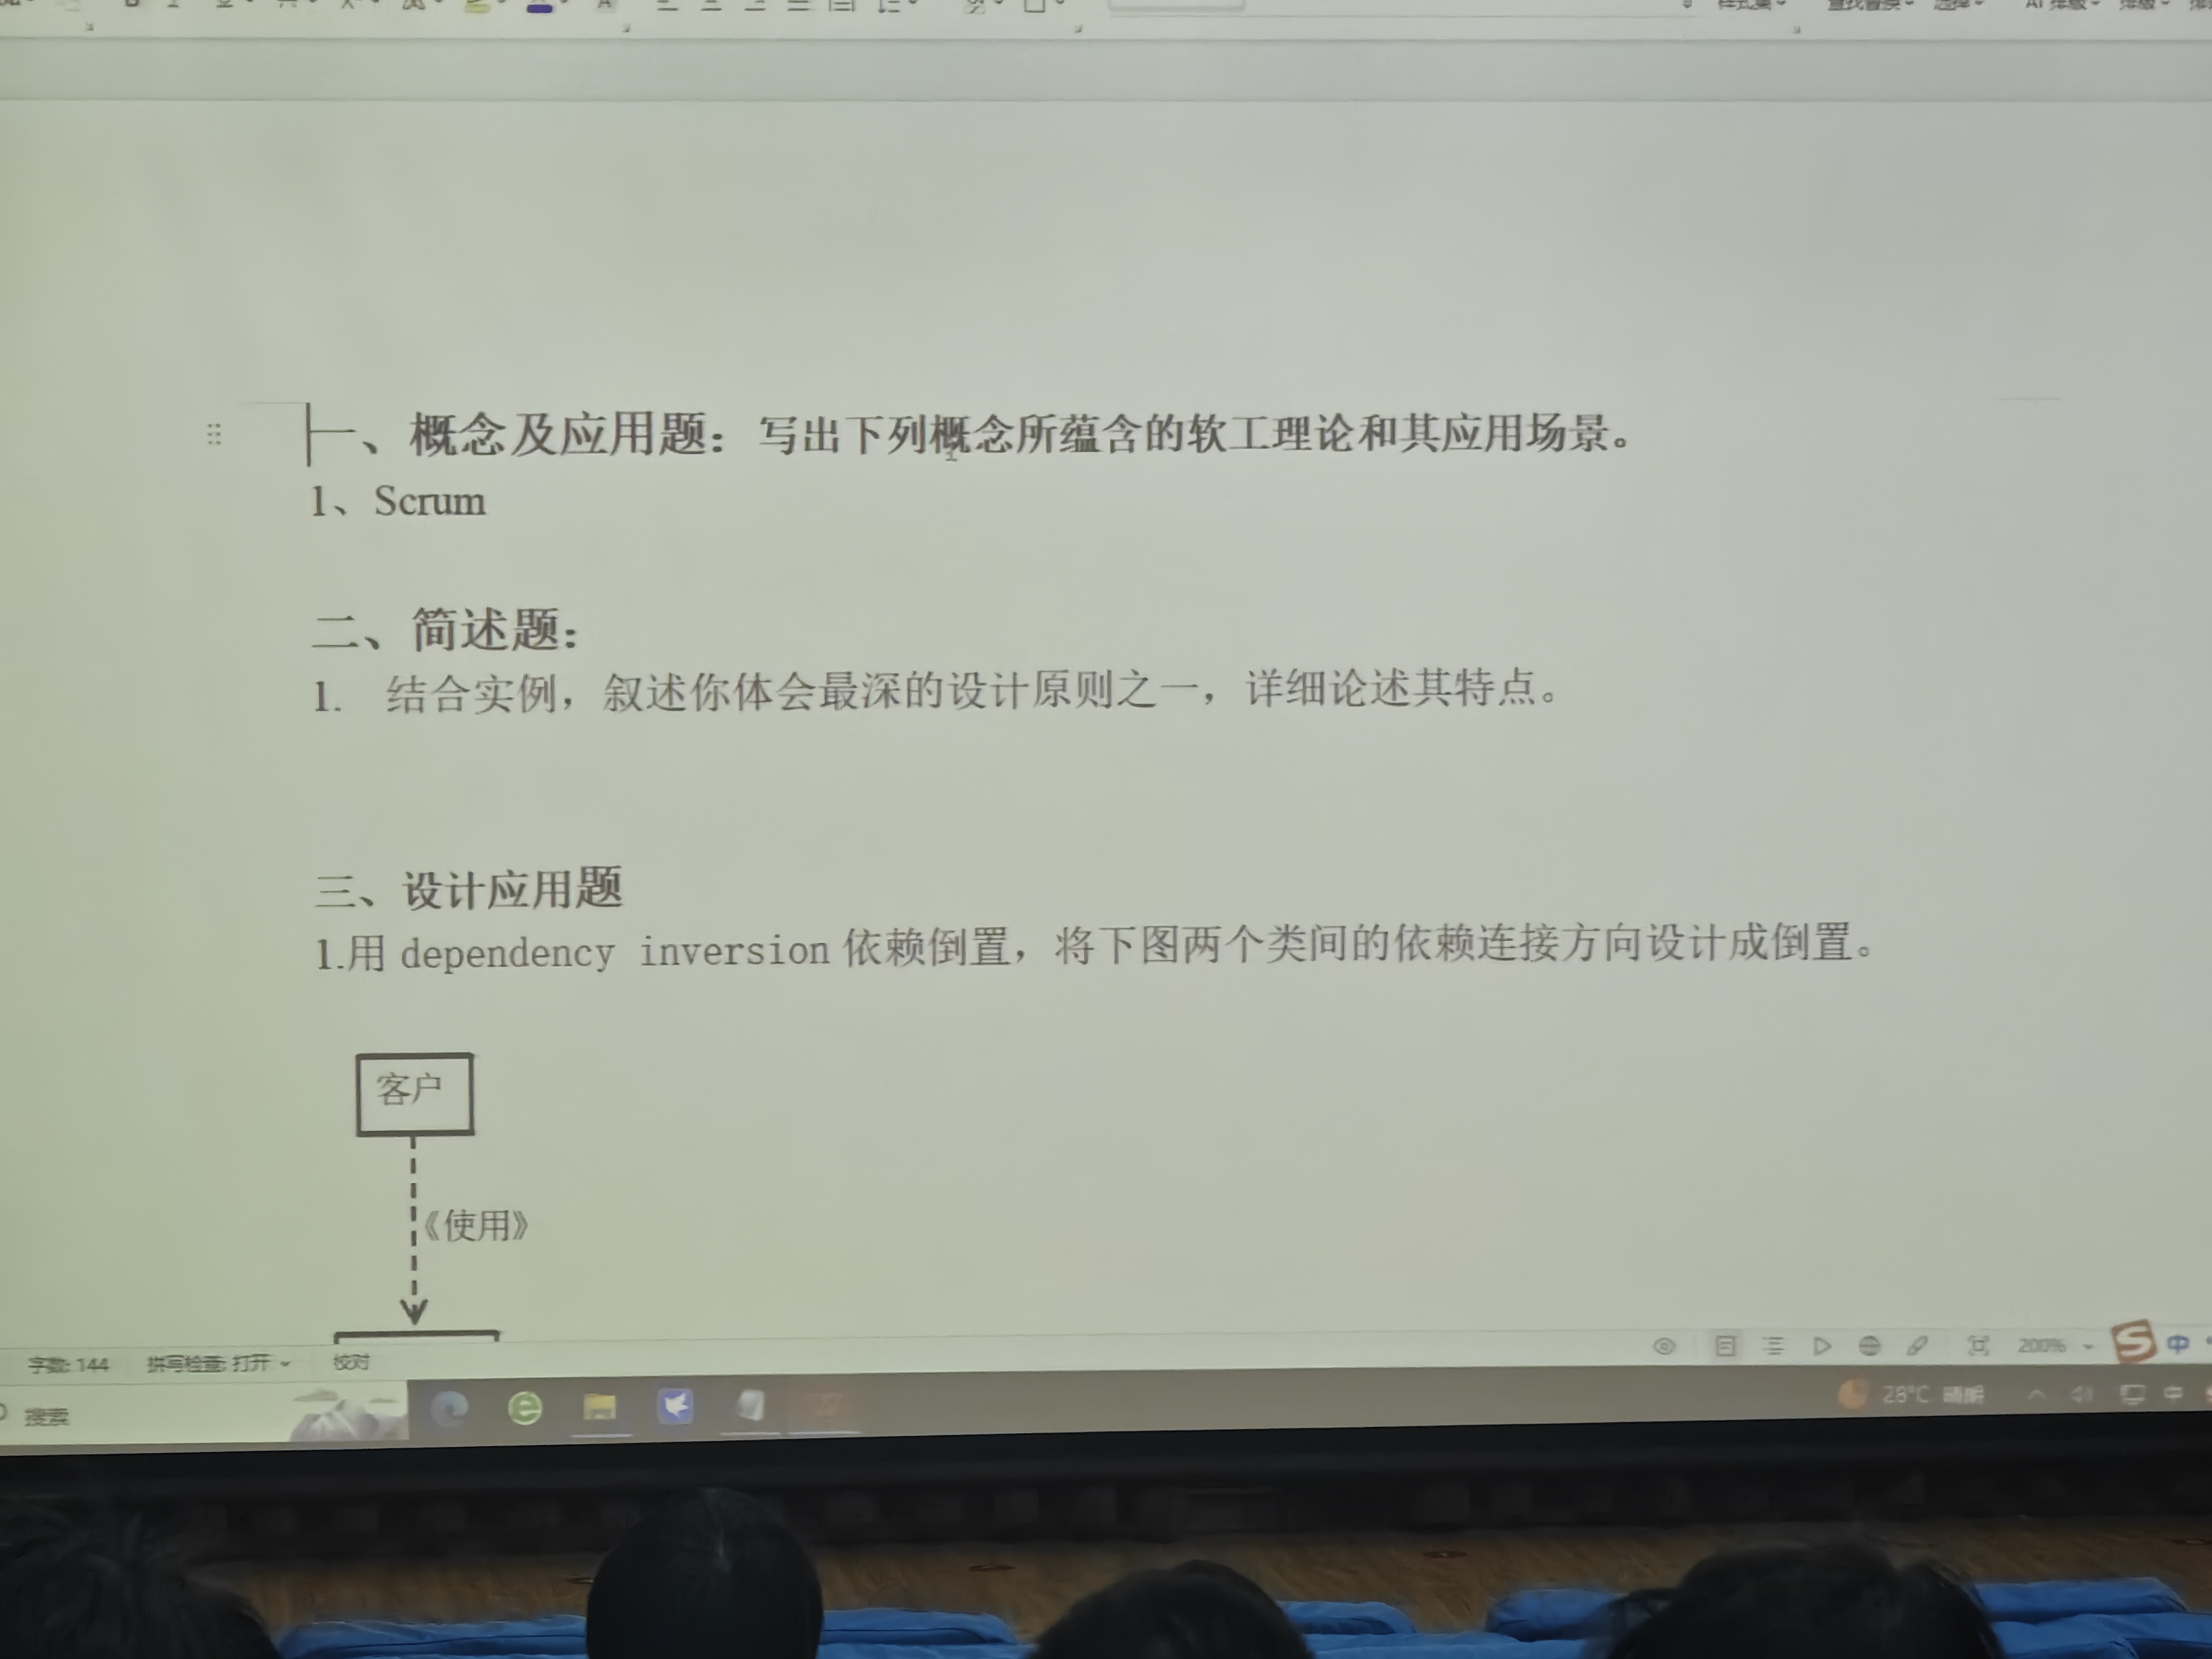 一、概念及应用题：写出下列概念所蕴含的软工理论和其应用场景。
1、Scrum
二、简述题：
1. 结合实例，叙述你体会最深的设计原则之一，详细论述其特点。
三、设计应用题
1.用 dependency inversion 依赖倒置，将下图两个类间的依赖连接方向设计成倒置。
客户
《使用》
字数: 144 拼写检查: 打开 校对 200% 中
搜索 28°C 晴朗 中